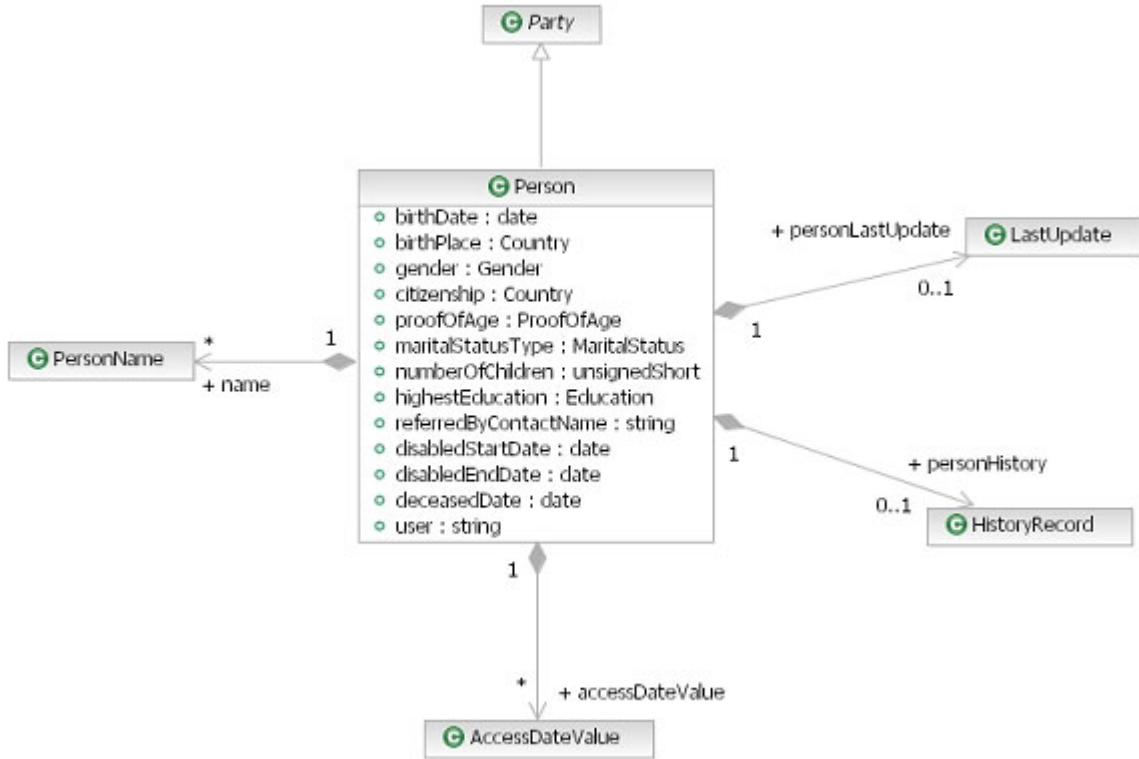 Party
Person
birthDate : date
birthPlace : Country
gender : Gender
citizenship : Country
proofOfAge : ProofOfAge
maritalStatusType : MaritalStatus
numberOfChildren : unsignedShort
highestEducation : Education
referredByContactName : string
disabledStartDate : date
disabledEndDate : date
deceasedDate : date
user : string
+ personLastUpdate
LastUpdate
0..1
1
1
*
PersonName
+ name
1
+ personHistory
0..1
HistoryRecord
1
*
+ accessDateValue
AccessDateValue